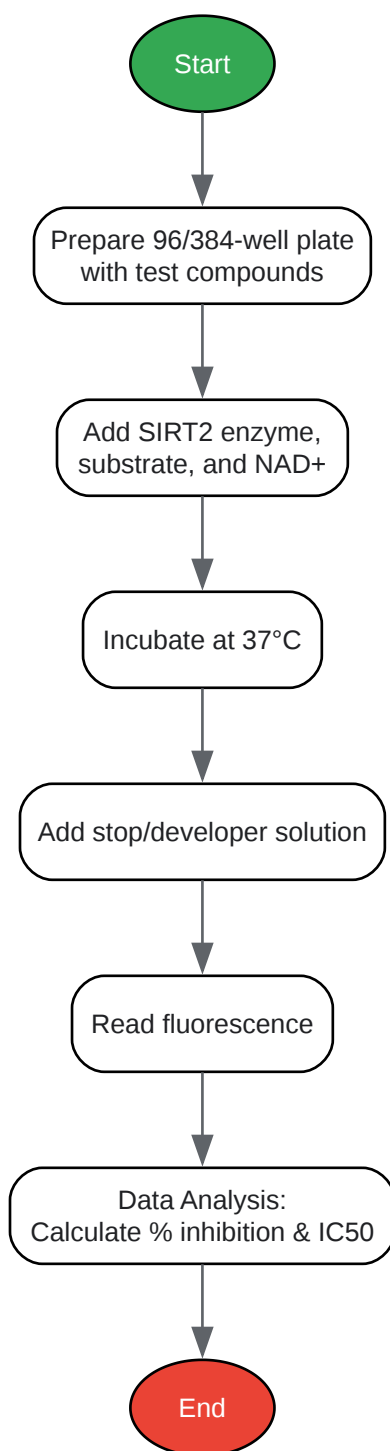 Start
Prepare 96/384-well plate
with test compounds
Add SIRT2 enzyme,
substrate, and NAD+
Incubate at 37°C
Add stop/developer solution
Read fluorescence
Data Analysis:
Calculate % inhibition & IC50
End